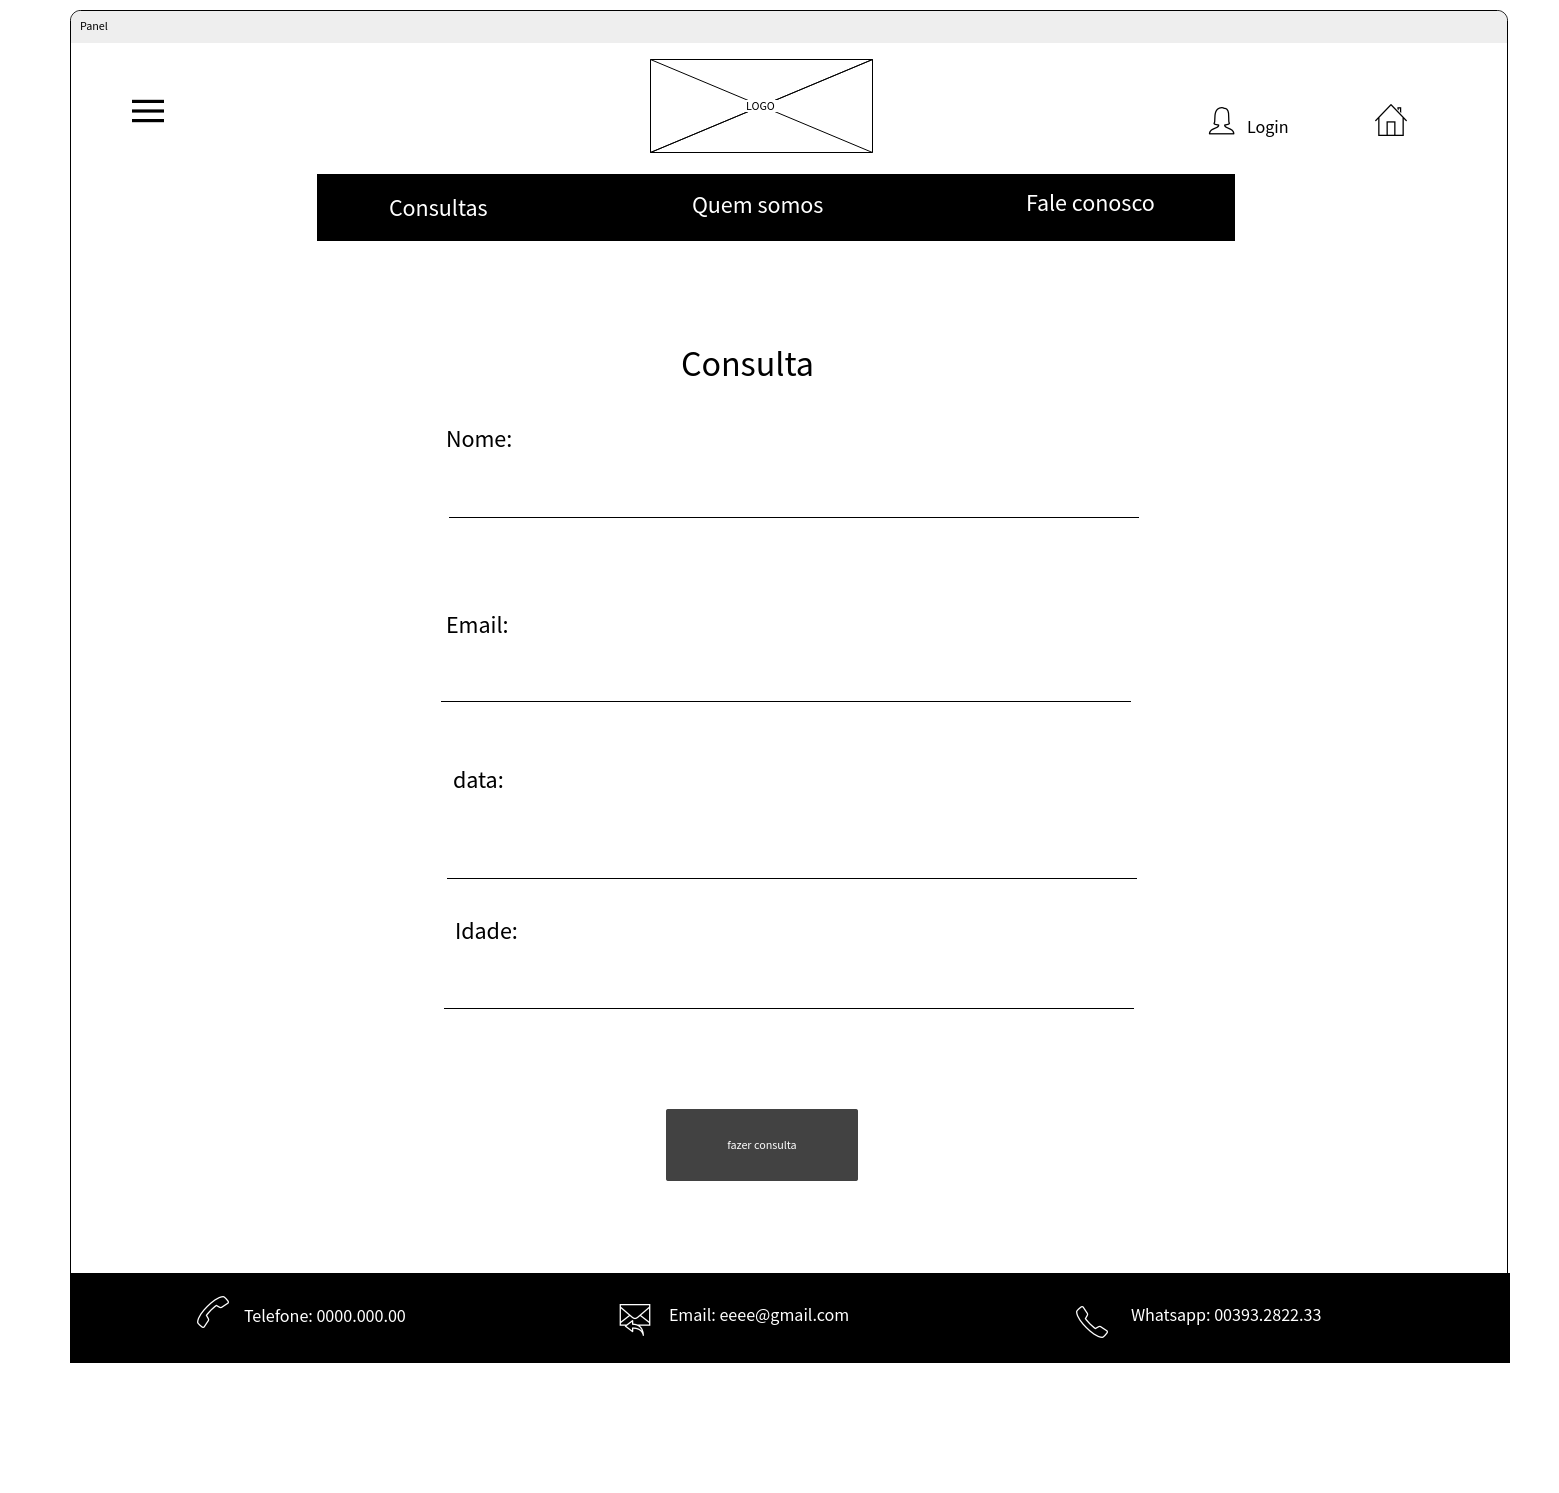 Panel
LOGO
Login
Consultas
Quem somos
Fale conosco
Consulta
Nome:
Email:
data:
Idade:
fazer consulta
Telefone: 0000.000.00
Email: eeee@gmail.com
Whatsapp: 00393.2822.33